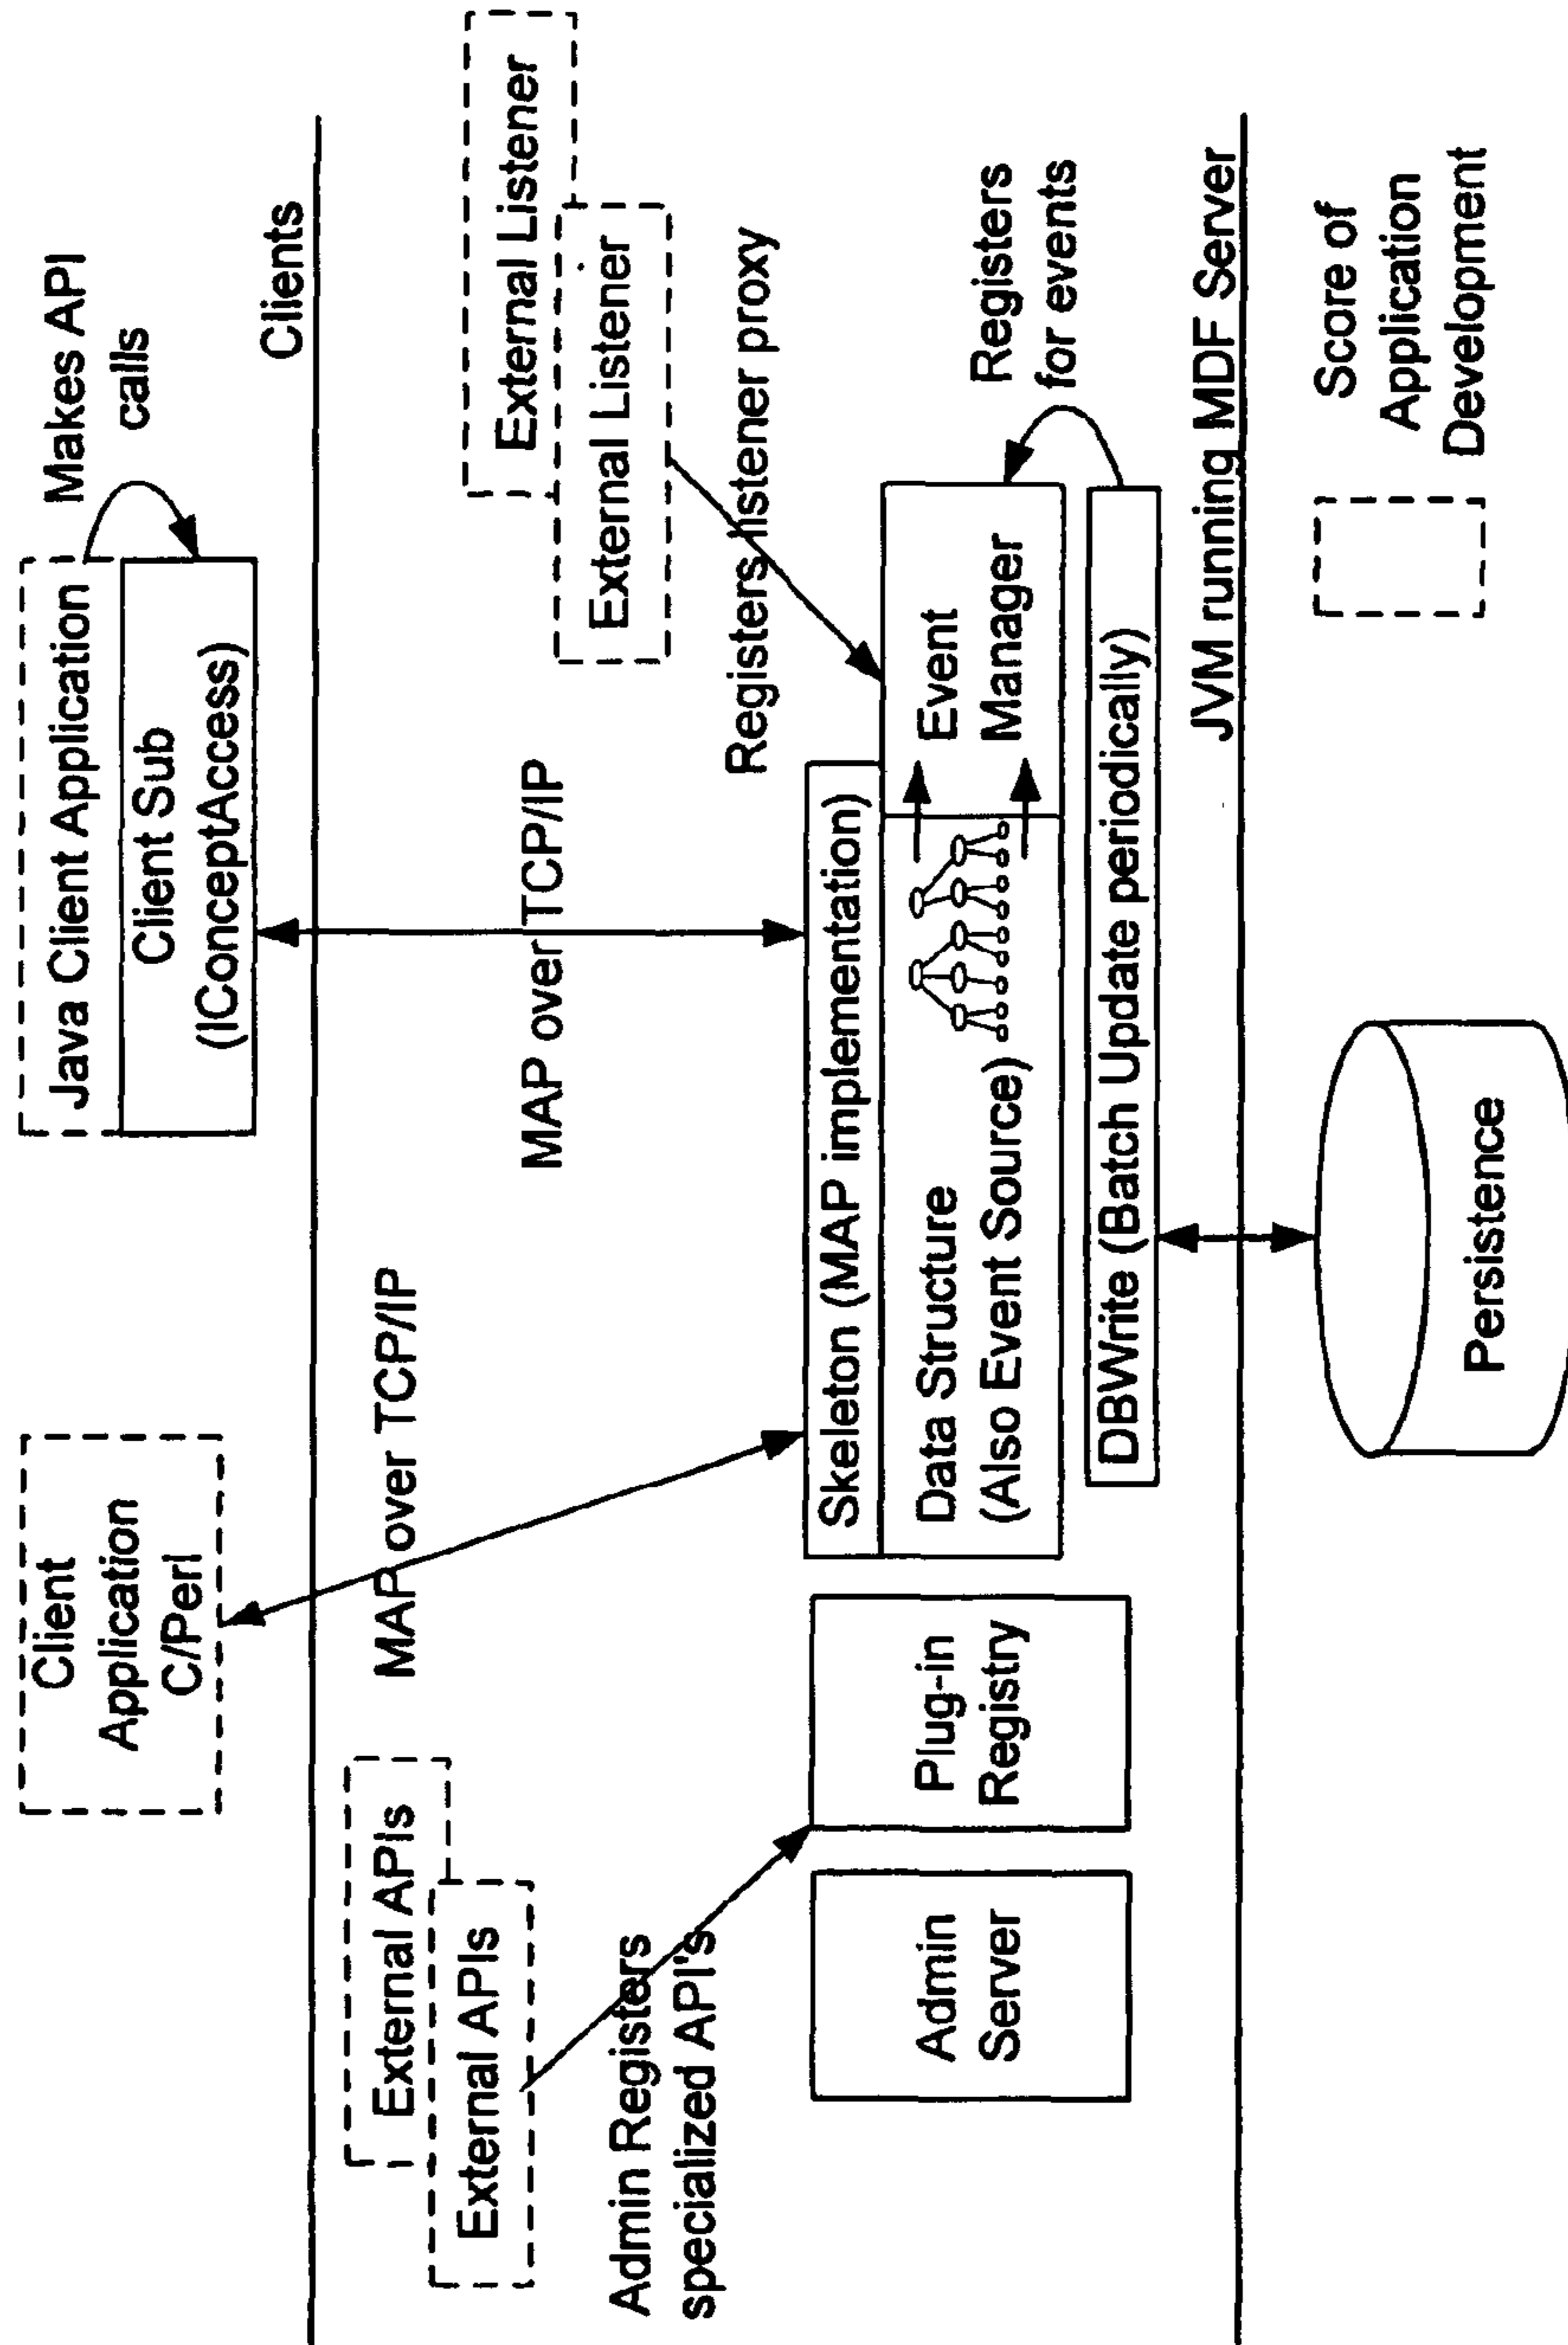 Client
Application
C/Perl
Java Client Application
Client Sub
(IConceptAccess)
Makes API
calls
Clients
External APIs
External APIs
MAP over TCP/IP
MAP over TCP/IP
External Listener
External Listener
Admin Registers
specialized API's
Registers listener proxy
Admin
Server
Plug-in
Registry
Skeleton (MAP implementation)
Data Structure
(Also Event Source)
Event
Manager
Registers
for events
DBWrite (Batch Update periodically)
JVM running MDF Server
Persistence
Score of
Application
Development